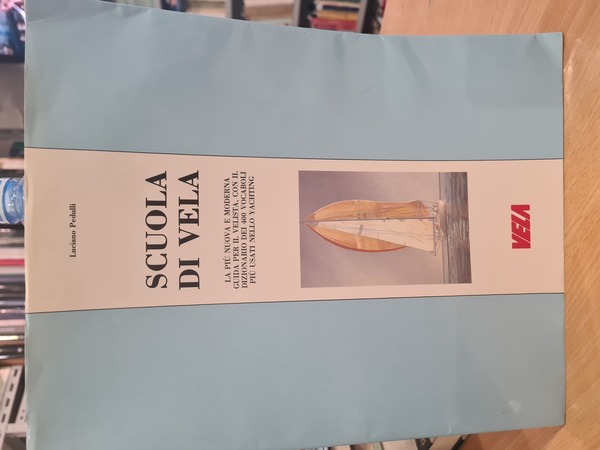 Luciano Pedulli
SCUOLA
DI VELA
LA PIÙ NUOVA E MODERNA
GUIDA PER IL VELISTA, CON IL
DIZIONARIO DEI 400 VOCABOLI
PIÙ USATI NELLO YACHTING